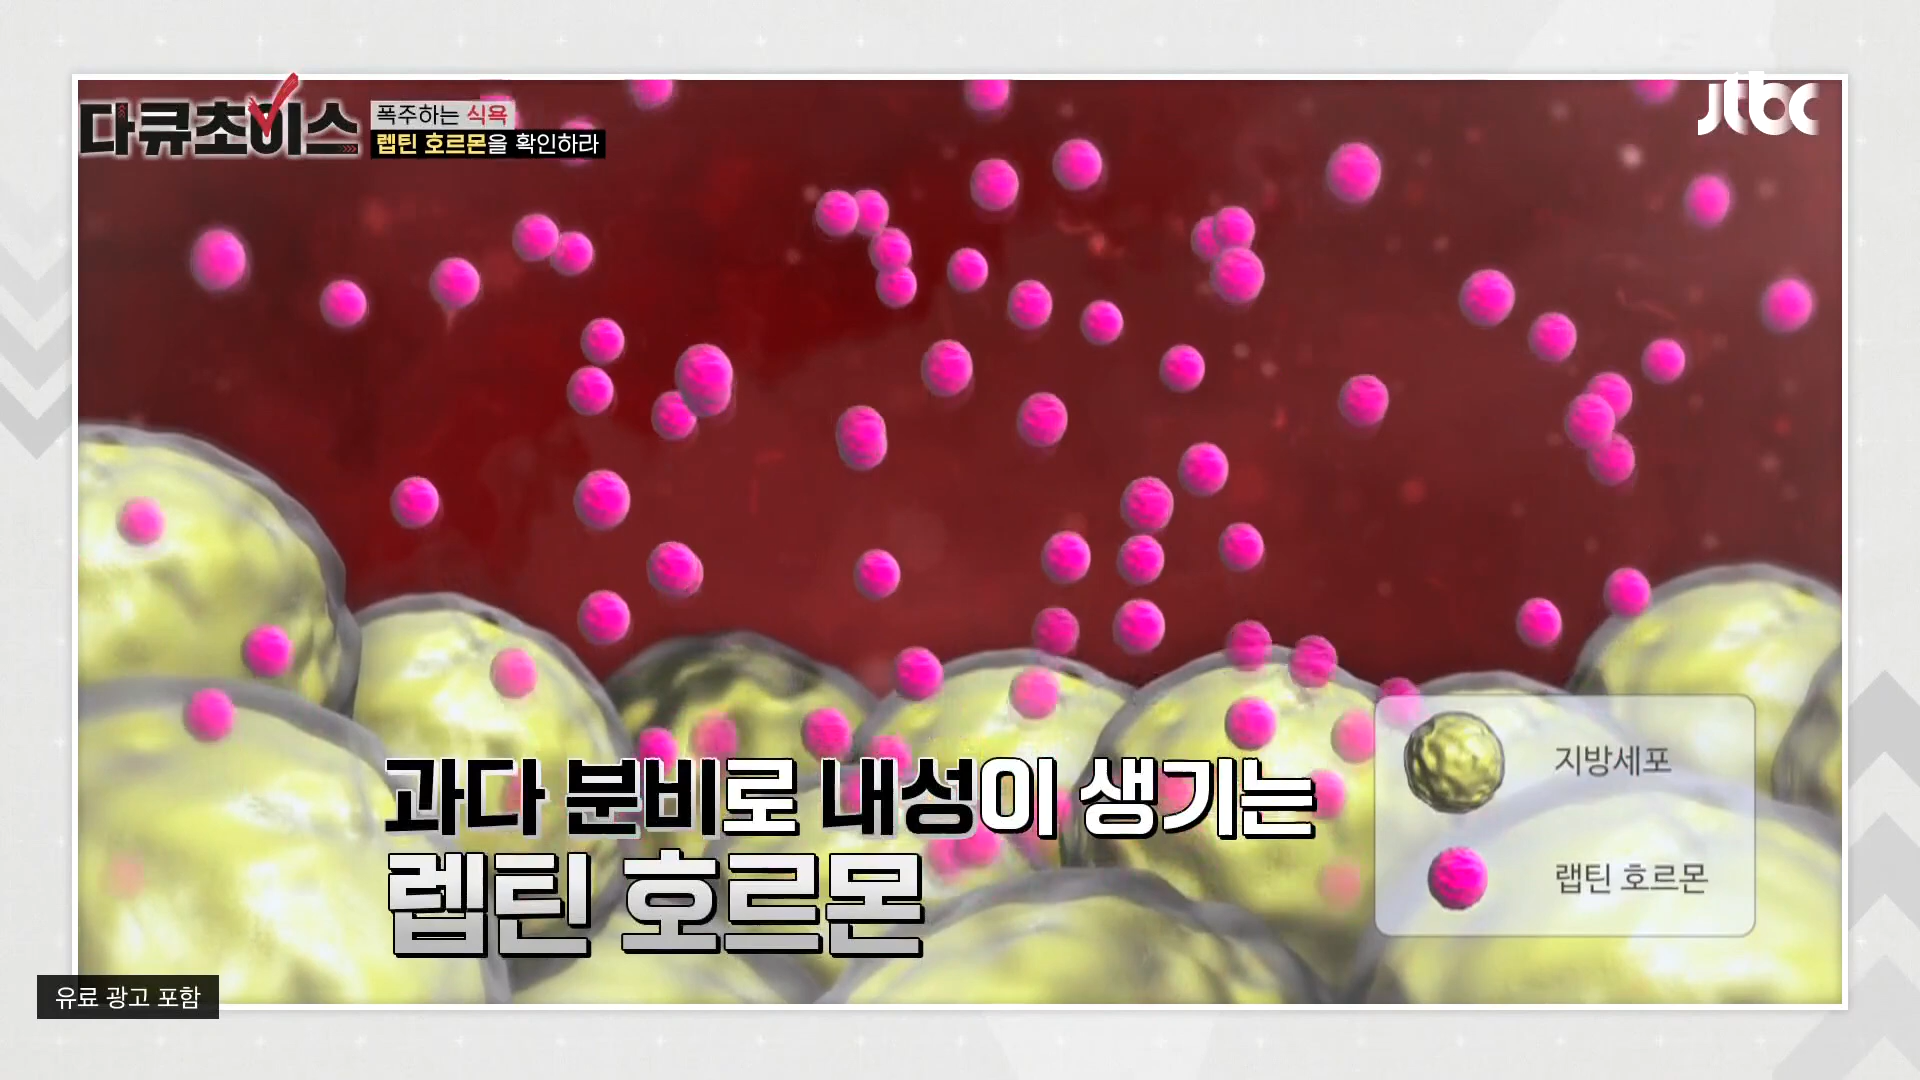 다큐초이스
폭주하는 식욕
렙틴 호르몬을 확인하라
jtbc
지방세포
랩틴 호르몬
과다 분비로 내성이 생기는
렙틴 호르몬
유료 광고 포함